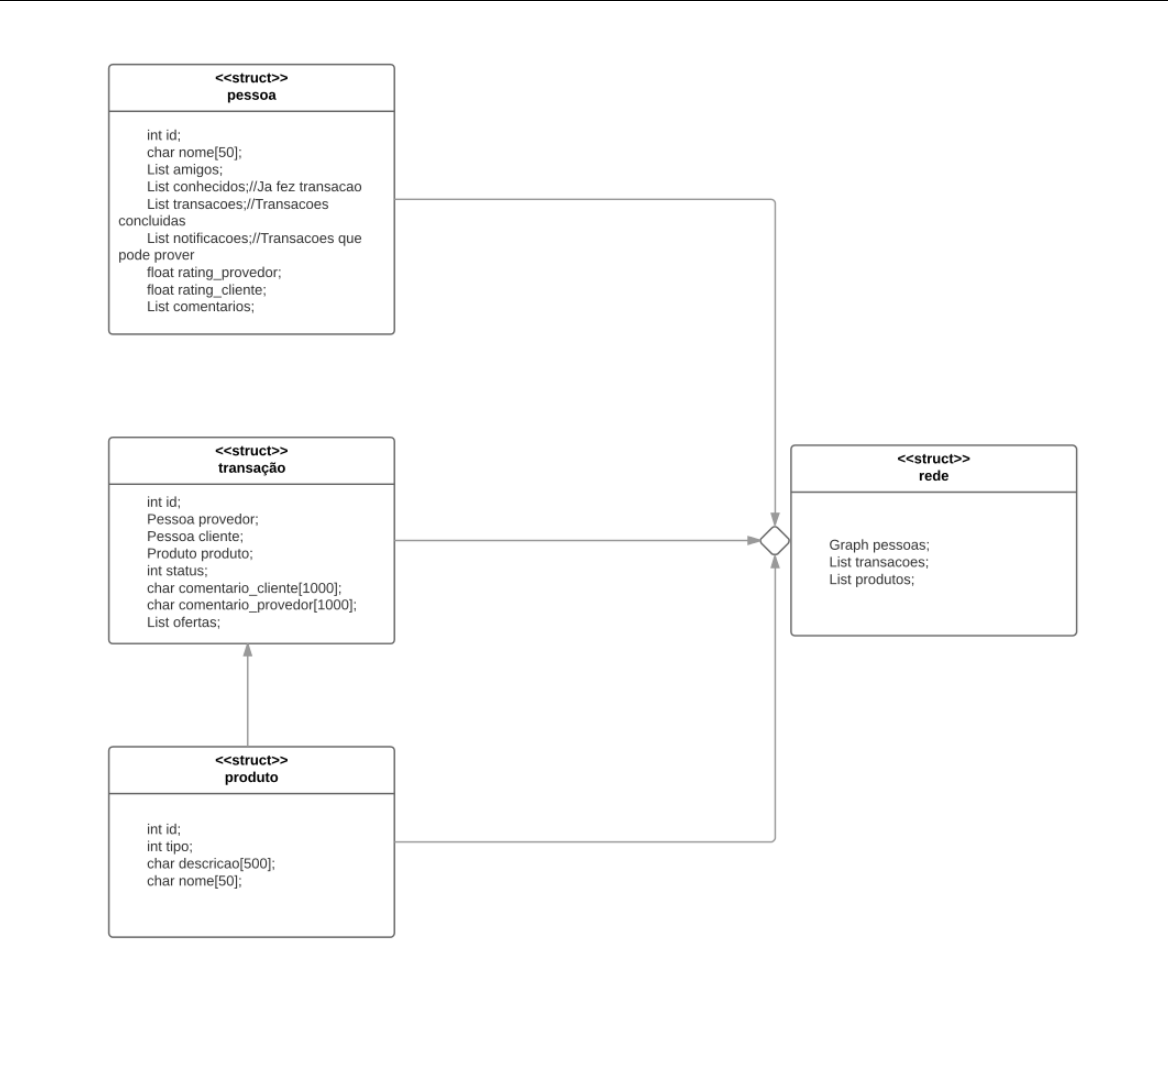 <<struct>>
pessoa
int id;
char nome[50];
List amigos;
List conhecidos;//Ja fez transacao
List transacoes;//Transacoes
concluidas
List notificacoes;//Transacoes que
pode prover
float rating_provedor;
float rating_cliente;
List comentarios;
<<struct>>
transação
int id;
Pessoa provedor;
Pessoa cliente;
Produto produto;
int status;
char comentario_cliente[1000];
char comentario_provedor[1000];
List ofertas;
<<struct>>
rede
Graph pessoas;
List transacoes;
List produtos;
<<struct>>
produto
int id;
int tipo;
char descricao[500];
char nome[50];